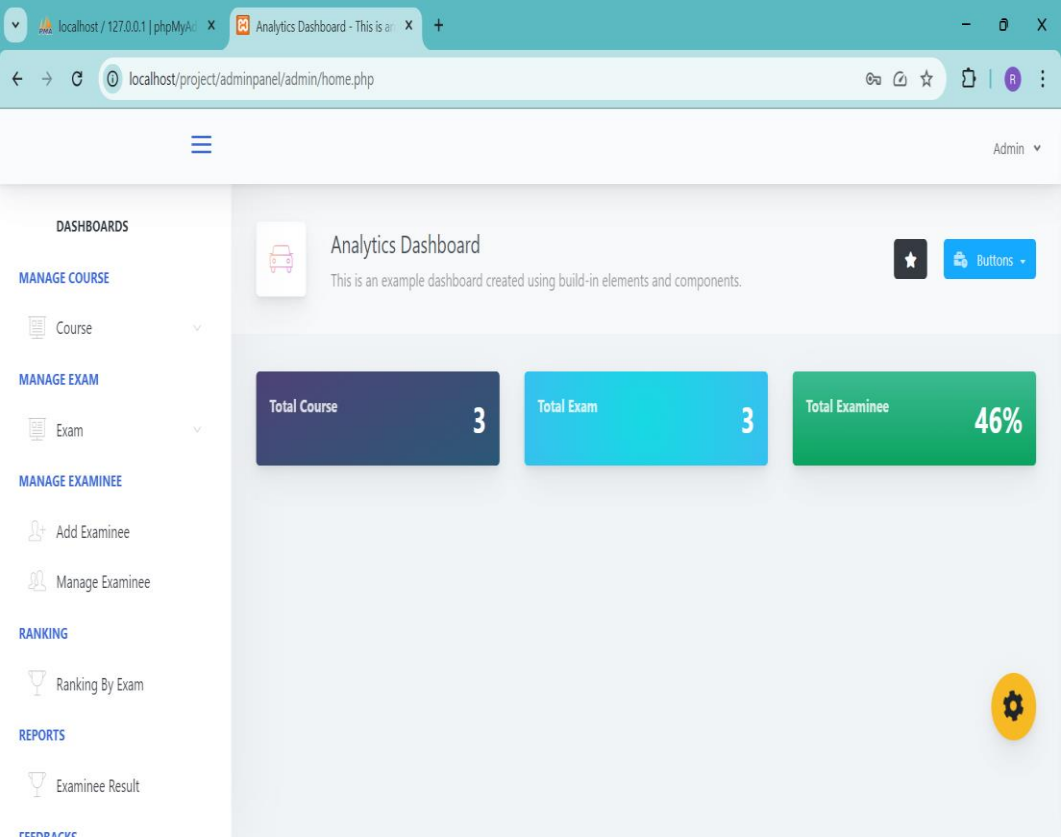 localhost / 127.0.0.1 | phpMyAd
Analytics Dashboard - This is an
localhost/project/adminpanel/admin/home.php
R
Admin
DASHBOARDS
MANAGE COURSE
Course
MANAGE EXAM
Exam
MANAGE EXAMINEE
Add Examinee
Manage Examinee
RANKING
Ranking By Exam
REPORTS
Examinee Result
FEEDBACKS
Analytics Dashboard
This is an example dashboard created using build-in elements and components.
Buttons
Total Course
3
Total Exam
3
Total Examinee
46%